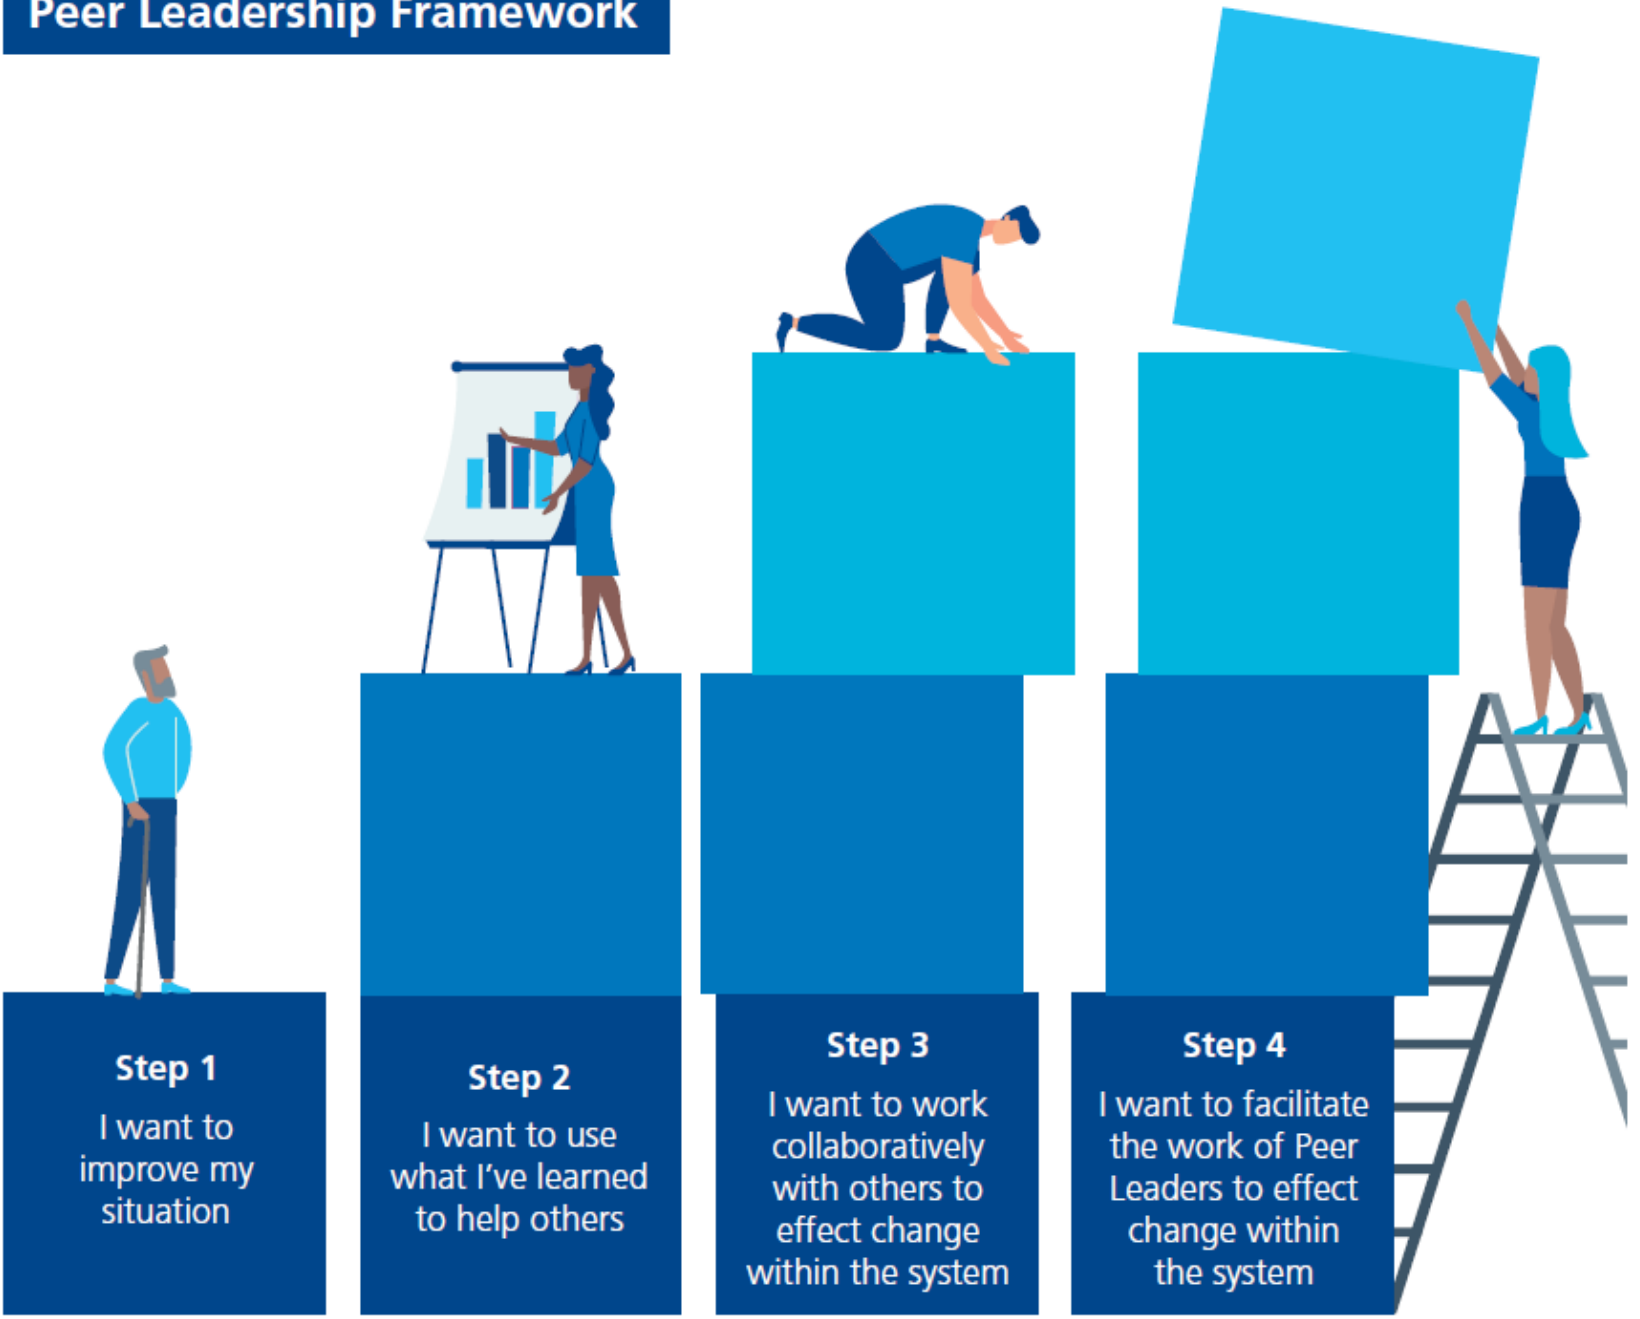 Peer Leadership Framework
Step 1
I want to
improve my
situation
Step 2
I want to use
what I've learned
to help others
Step 3
I want to work
collaboratively
with others to
effect change
within the system
Step 4
I want to facilitate
the work of Peer
Leaders to effect
change within
the system